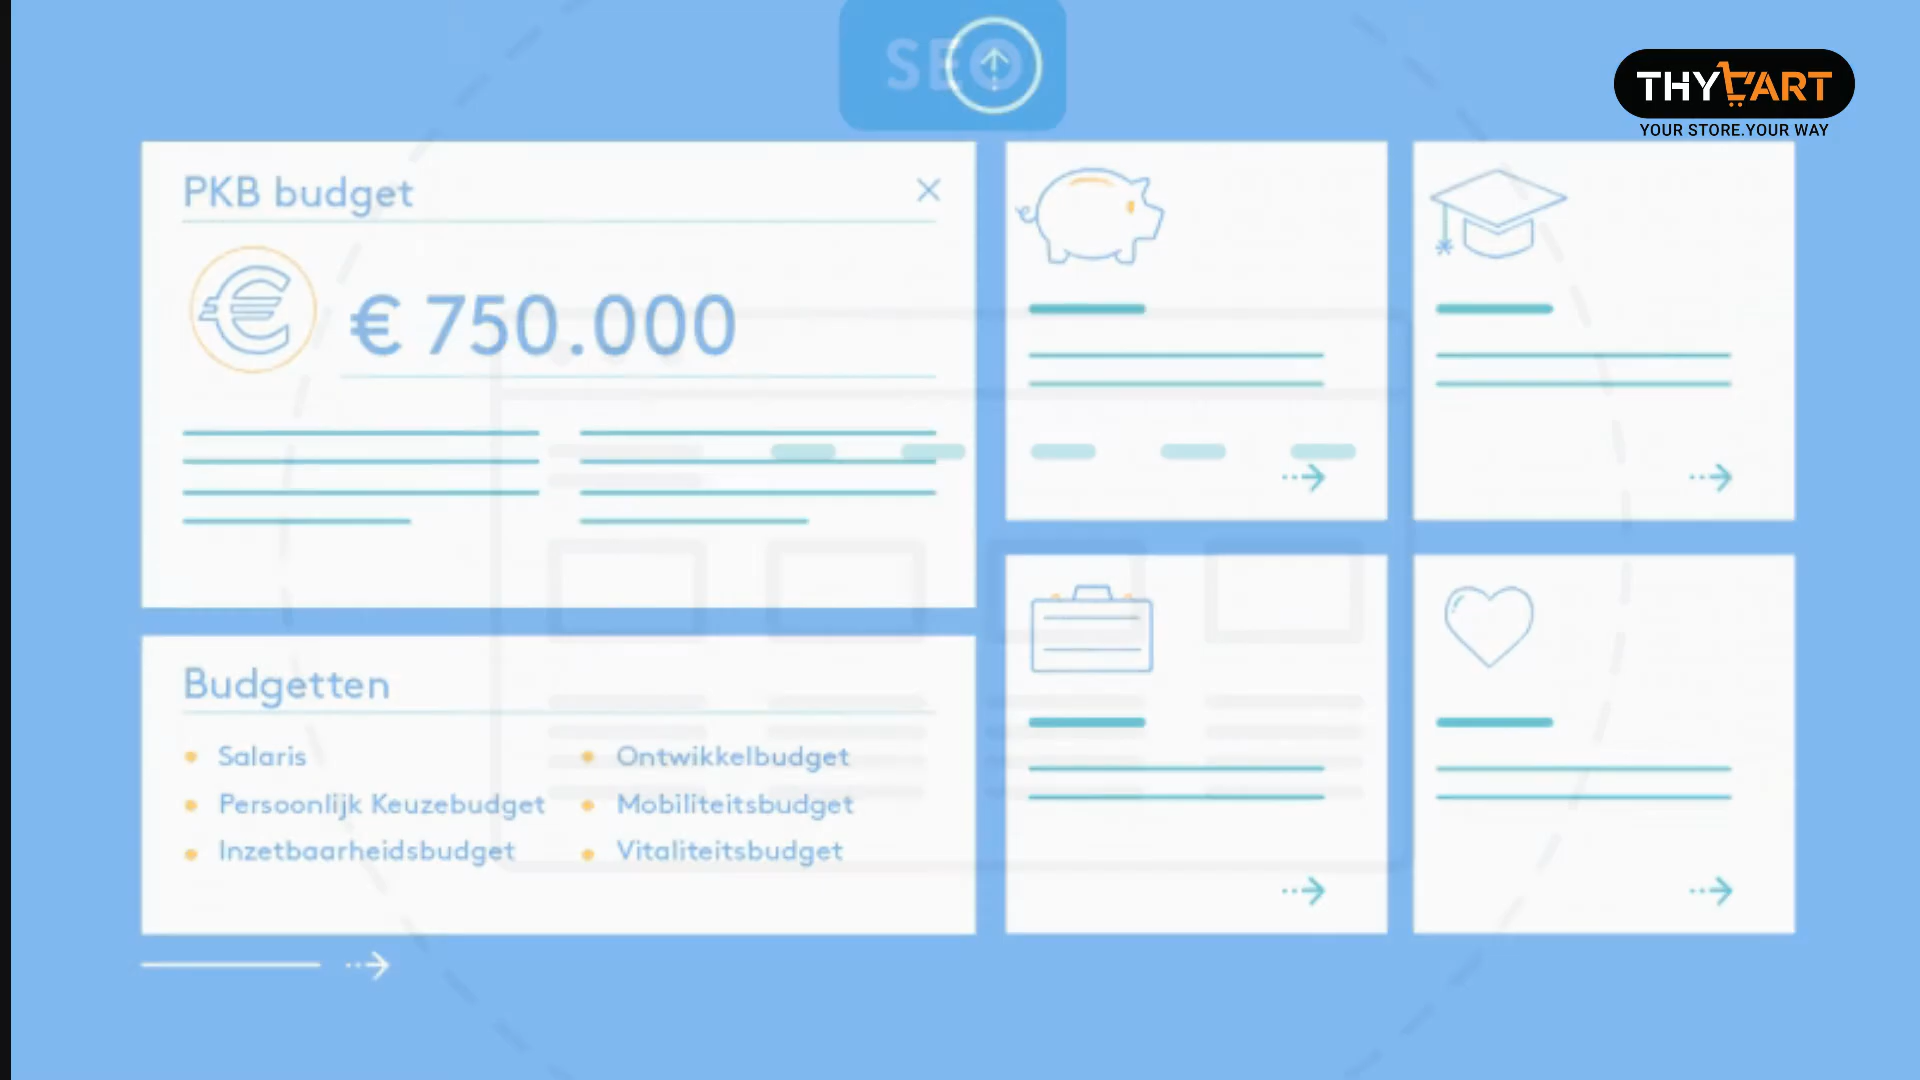 SEO
THYCART
YOUR STORE.YOUR WAY
PKB budget
€ 750.000
Budgetten
Salaris
Persoonlijk Keuzebudget
Inzetbaarheidsbudget
Ontwikkelbudget
Mobiliteitsbudget
Vitaliteitsbudget